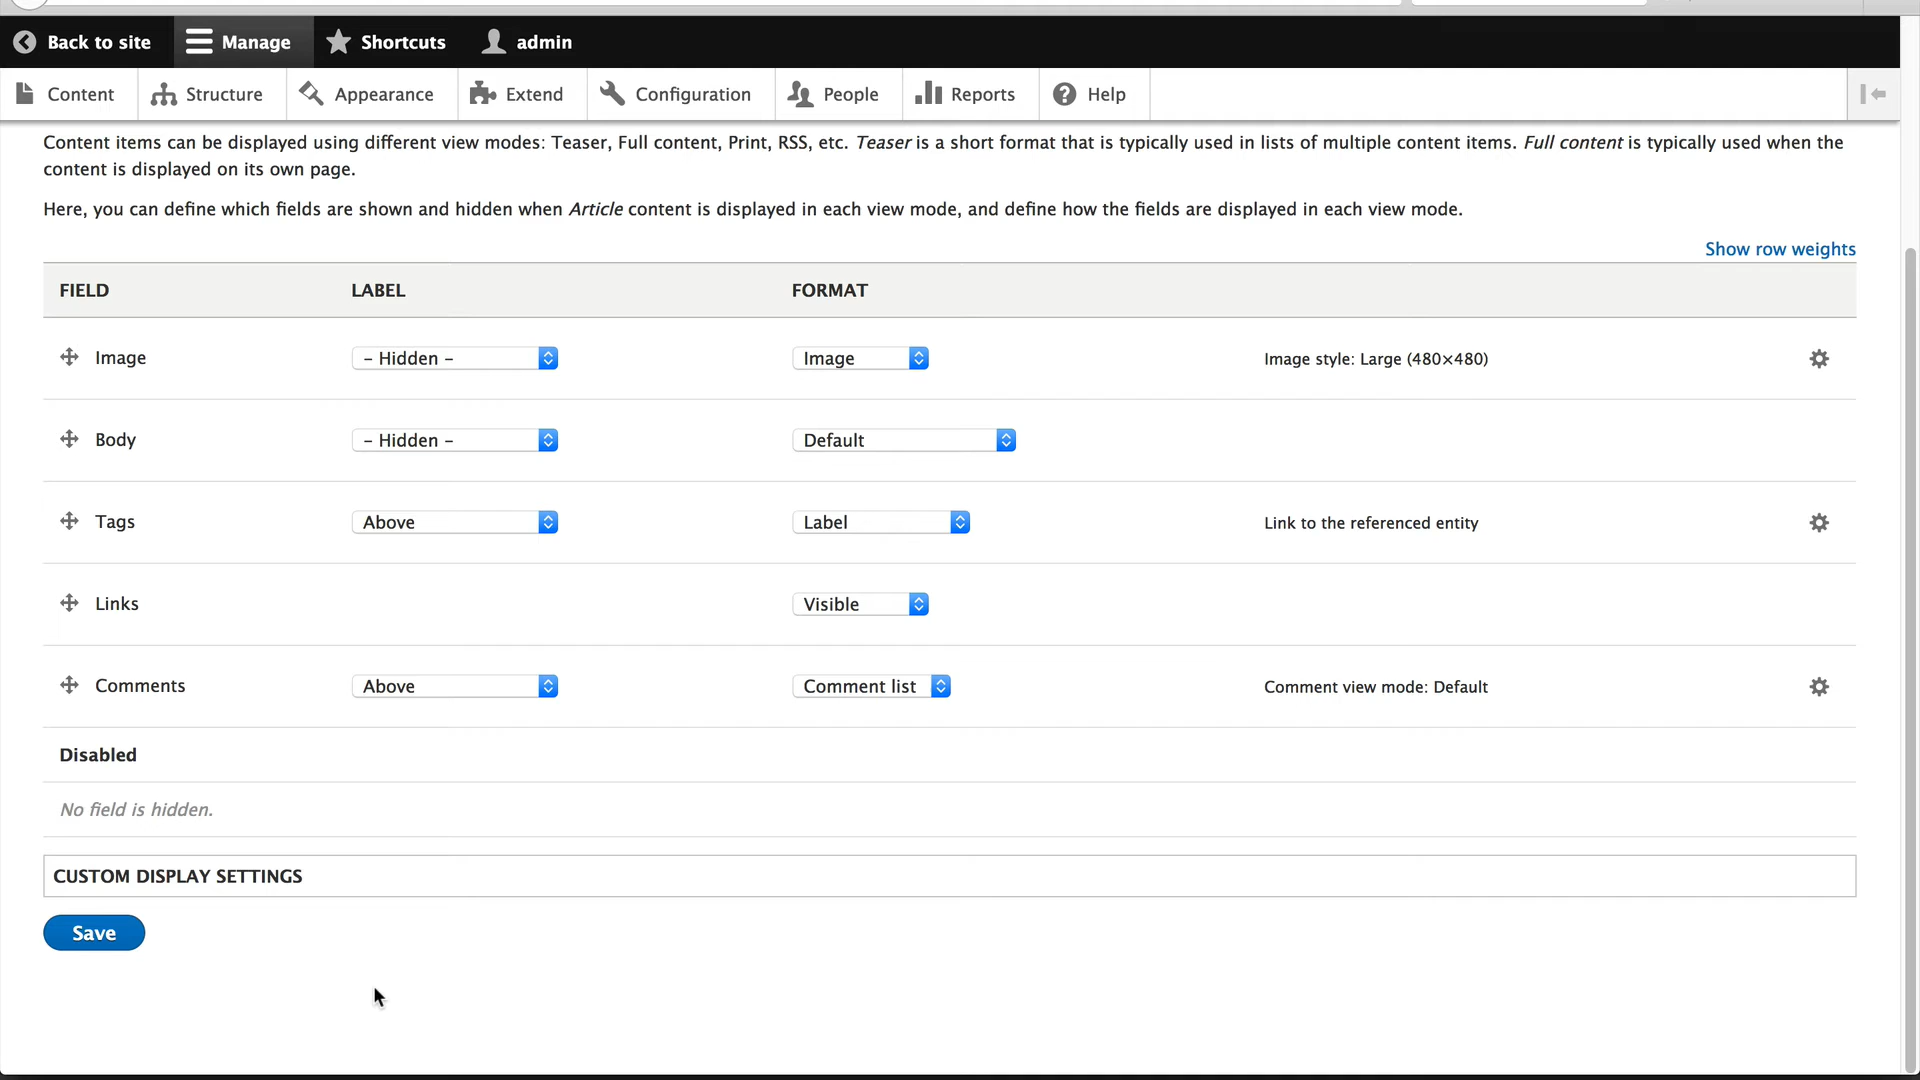 Back to site Manage Shortcuts admin
Content Structure Appearance Extend Configuration People Reports Help
Content items can be displayed using different view modes: Teaser, Full content, Print, RSS, etc. Teaser is a short format that is typically used in lists of multiple content items. Full content is typically used when the
content is displayed on its own page.
Here, you can define which fields are shown and hidden when Article content is displayed in each view mode, and define how the fields are displayed in each view mode.
Show row weights
FIELD LABEL FORMAT
Image – Hidden – Image Image style: Large (480×480)
Body – Hidden – Default
Tags Above Label Link to the referenced entity
Links Visible
Comments Above Comment list Comment view mode: Default
Disabled
No field is hidden.
CUSTOM DISPLAY SETTINGS
Save